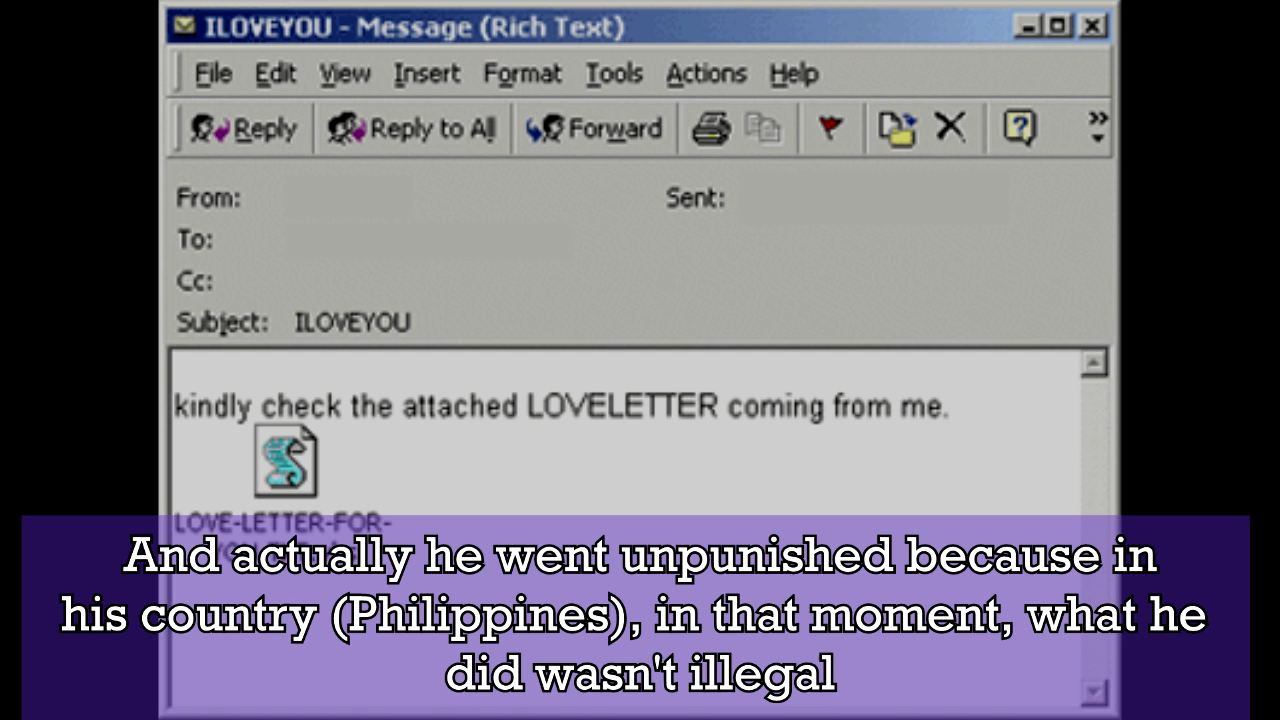 ILOVEYOU - Message (Rich Text)
File Edit View Insert Format Tools Actions Help
Reply Reply to All Forward
From: Sent:
To:
Cc:
Subject: ILOVEYOU
kindly check the attached LOVELETTER coming from me.
LOVE-LETTER-FOR-
And actually he went unpunished because in
his country (Philippines), in that moment, what he
did wasn't illegal